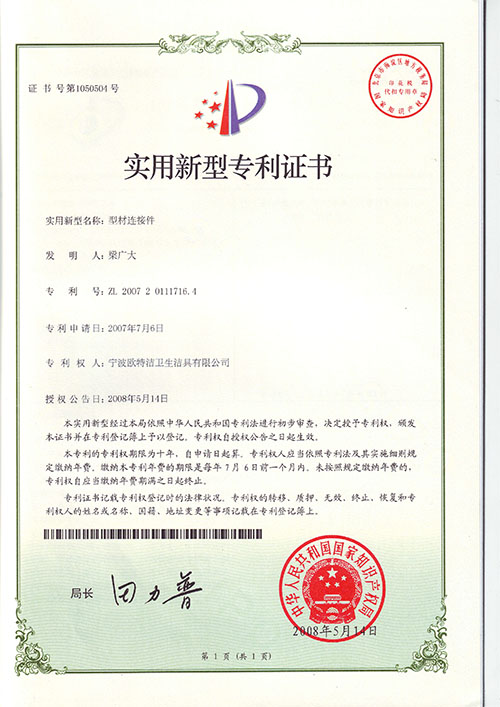 证书号第1050504号
印花税
代扣专用章
实用新型专利证书
实用新型名称：型材连接件
发明人：梁广大
专利号：ZL 2007 2 0111716.4
专利申请日：2007年7月6日
专利权人：宁波欧特洁卫生洁具有限公司
授权公告日：2008年5月14日
本实用新型经过本局依照中华人民共和国专利法进行初步审查，决定授予专利权，颁发
本证书并在专利登记簿上予以登记。专利权自授权公告之日起生效。
本专利的专利权期限为十年，自申请日起算。专利权人应当依照专利法及其实施细则规
定缴纳年费。缴纳本专利年费的期限是每年7月6日前一个月内。未按照规定缴纳年费的，
专利权自应当缴纳年费期满之日起终止。
专利证书记载专利权登记时的法律状况。专利权的转移、质押、无效、终止、恢复和专
利权人的姓名或名称、国籍、地址变更等事项记载在专利登记簿上。
局长 田力普
中华人民共和国国家知识产权局
2008年5月14日
第1页（共1页）